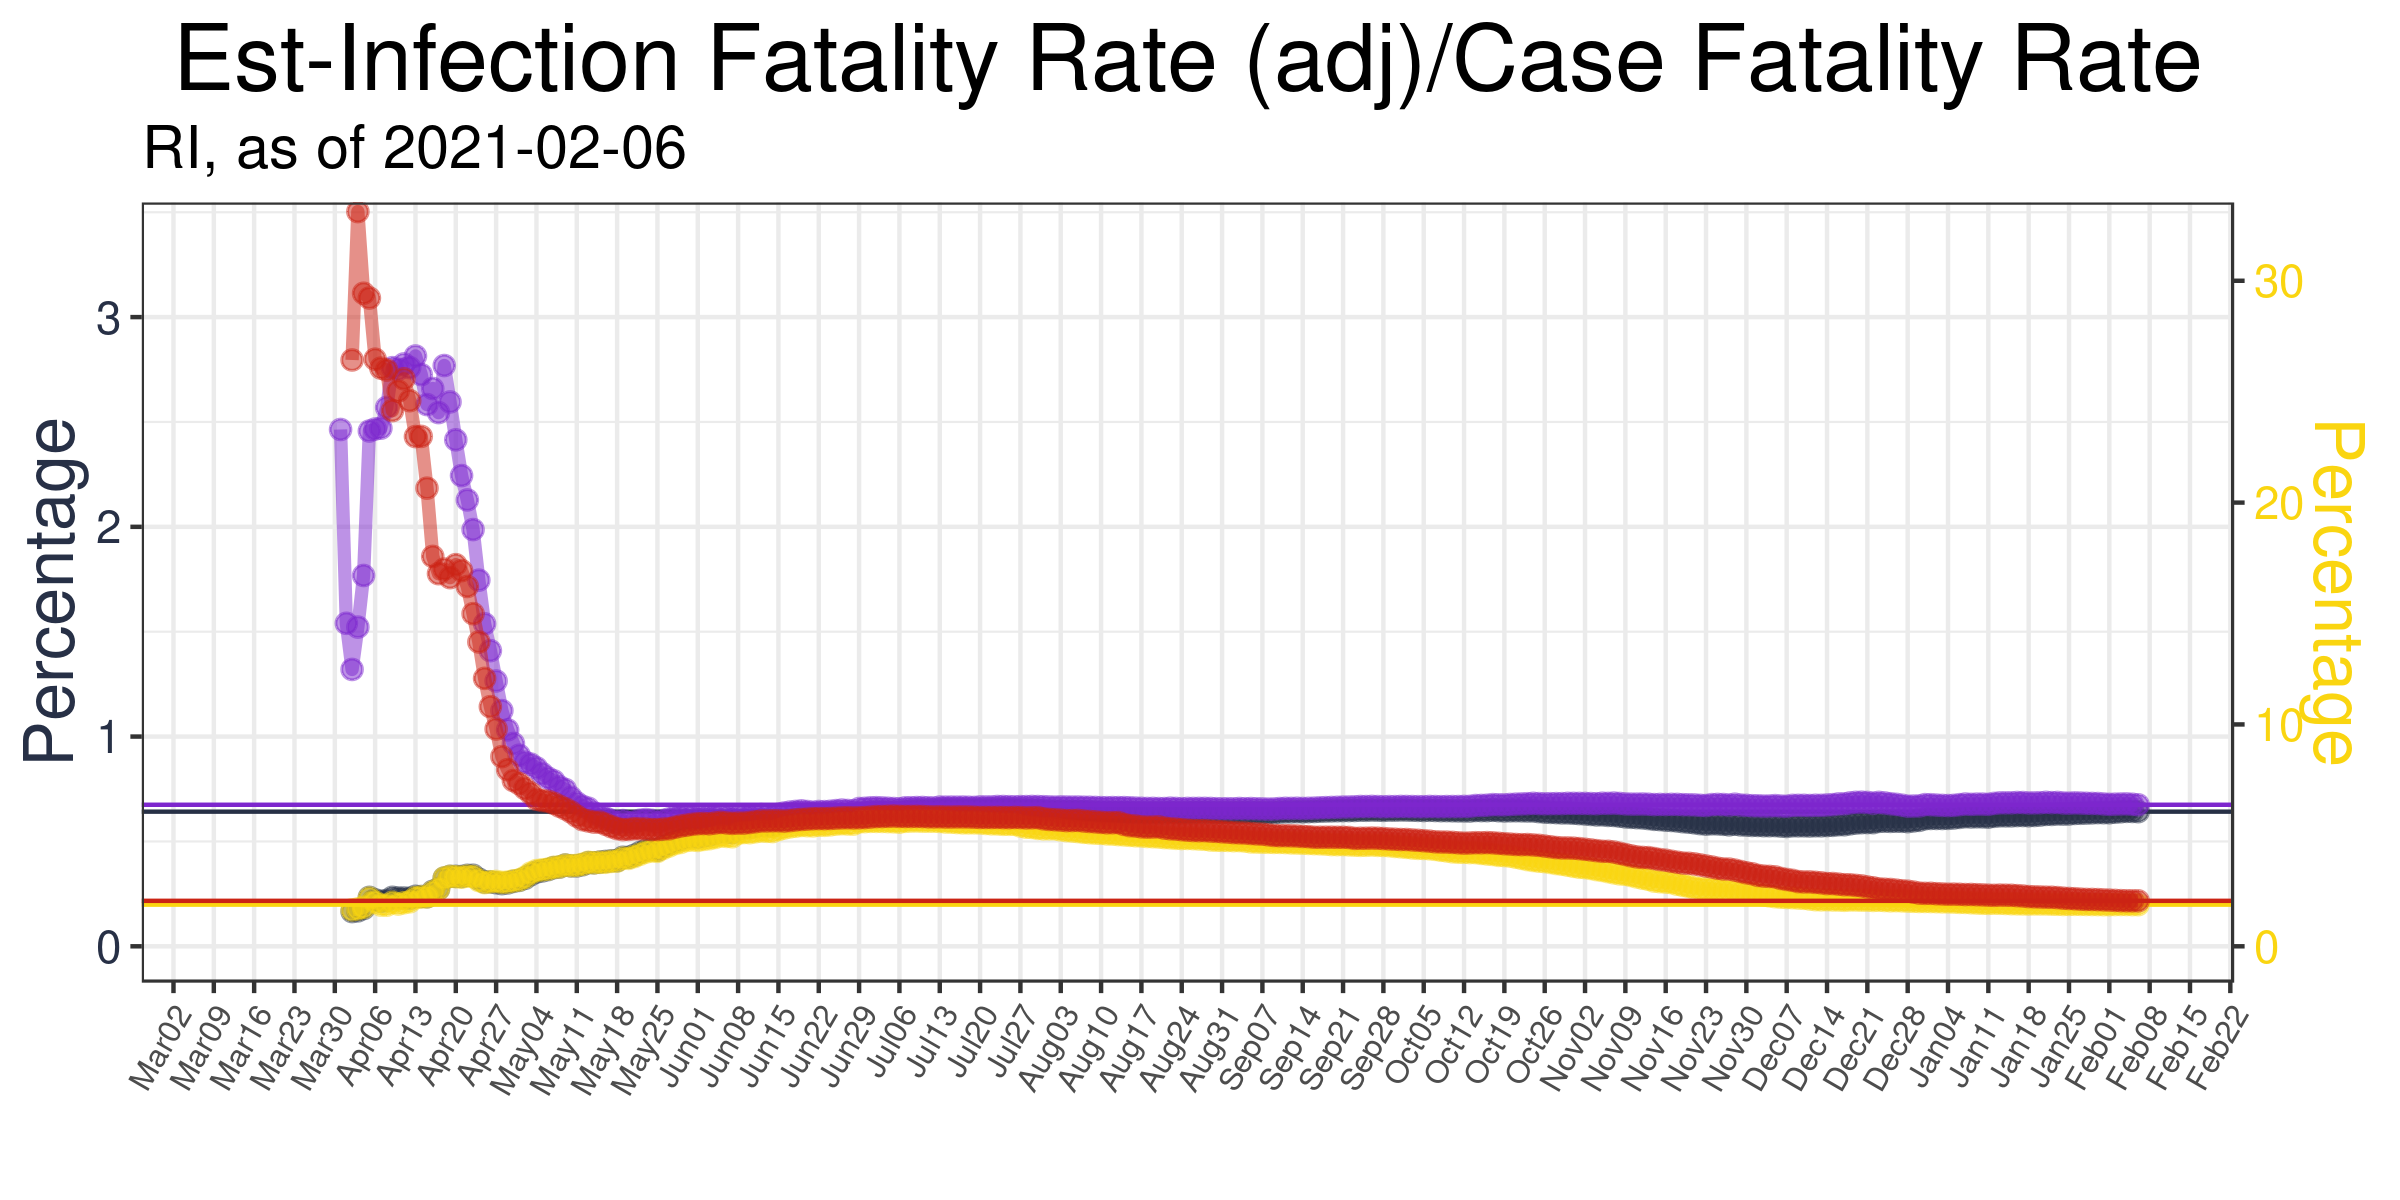 Est-Infection Fatality Rate (adj)/Case Fatality Rate
RI, as of 2021-02-06
Percentage
3
2
1
0
30
20
10
0
Percentage
Mar02
Mar09
Mar16
Mar23
Mar30
Apr06
Apr13
Apr20
Apr27
May04
May11
May18
May25
Jun01
Jun08
Jun15
Jun22
Jun29
Jul06
Jul13
Jul20
Jul27
Aug03
Aug10
Aug17
Aug24
Aug31
Sep07
Sep14
Sep21
Sep28
Oct05
Oct12
Oct19
Oct26
Nov02
Nov09
Nov16
Nov23
Nov30
Dec07
Dec14
Dec21
Dec28
Jan04
Jan11
Jan18
Jan25
Feb01
Feb08
Feb15
Feb22